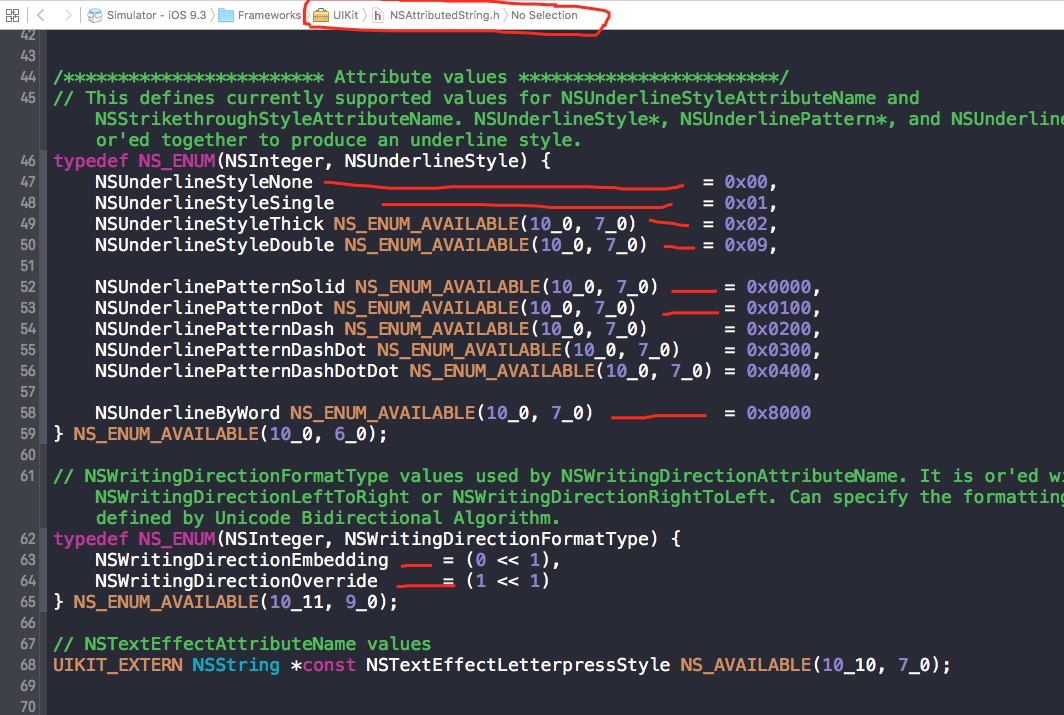 Simulator - iOS 9.3 Frameworks UIKit NSAttributedString.h No Selection
42
43
44 /************************ Attribute values ************************/
45 // This defines currently supported values for NSUnderlineStyleAttributeName and
NSStrikethroughStyleAttributeName. NSUnderlineStyle*, NSUnderlinePattern*, and NSUnderline
or'ed together to produce an underline style.
46 typedef NS_ENUM(NSInteger, NSUnderlineStyle) {
47 NSUnderlineStyleNone = 0x00,
48 NSUnderlineStyleSingle = 0x01,
49 NSUnderlineStyleThick NS_ENUM_AVAILABLE(10_0, 7_0) = 0x02,
50 NSUnderlineStyleDouble NS_ENUM_AVAILABLE(10_0, 7_0) = 0x09,
51
52 NSUnderlinePatternSolid NS_ENUM_AVAILABLE(10_0, 7_0) = 0x0000,
53 NSUnderlinePatternDot NS_ENUM_AVAILABLE(10_0, 7_0) = 0x0100,
54 NSUnderlinePatternDash NS_ENUM_AVAILABLE(10_0, 7_0) = 0x0200,
55 NSUnderlinePatternDashDot NS_ENUM_AVAILABLE(10_0, 7_0) = 0x0300,
56 NSUnderlinePatternDashDotDot NS_ENUM_AVAILABLE(10_0, 7_0) = 0x0400,
57
58 NSUnderlineByWord NS_ENUM_AVAILABLE(10_0, 7_0) = 0x8000
59 } NS_ENUM_AVAILABLE(10_0, 6_0);
60
61 // NSWritingDirectionFormatType values used by NSWritingDirectionAttributeName. It is or'ed wi
NSWritingDirectionLeftToRight or NSWritingDirectionRightToLeft. Can specify the formatting
defined by Unicode Bidirectional Algorithm.
62 typedef NS_ENUM(NSInteger, NSWritingDirectionFormatType) {
63 NSWritingDirectionEmbedding = (0 << 1),
64 NSWritingDirectionOverride = (1 << 1)
65 } NS_ENUM_AVAILABLE(10_11, 9_0);
66
67 // NSTextEffectAttributeName values
68 UIKIT_EXTERN NSString *const NSTextEffectLetterpressStyle NS_AVAILABLE(10_10, 7_0);
69
70